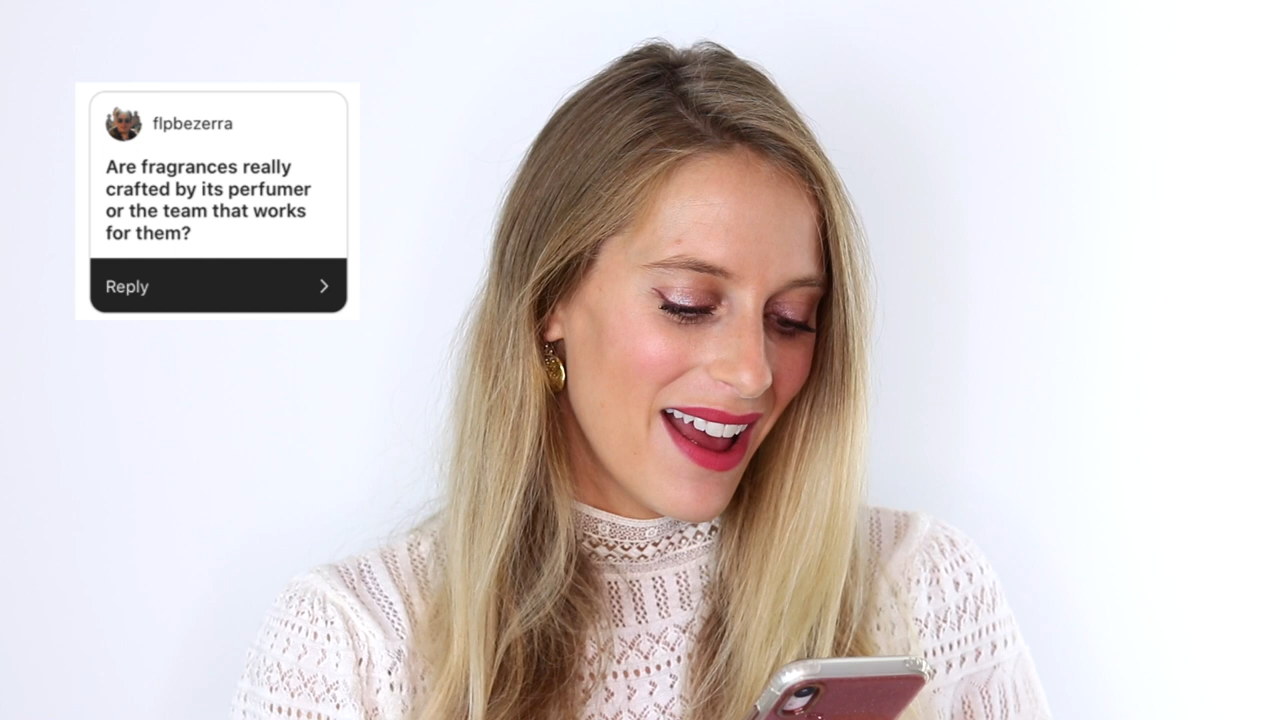 flpbezerra
Are fragrances really
crafted by its perfumer
or the team that works
for them?
Reply